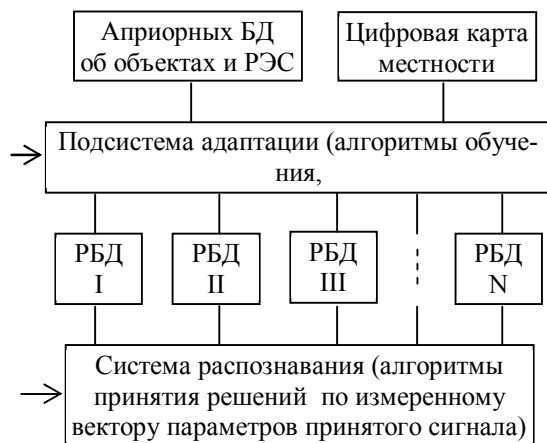 Априорных БД
об объектах и РЭС
Цифровая карта
местности
Подсистема адаптации (алгоритмы обуче-
ния,
РБД
I
РБД
II
РБД
III
РБД
N
Система распознавания (алгоритмы
принятия решений по измеренному
вектору параметров принятого сигнала)